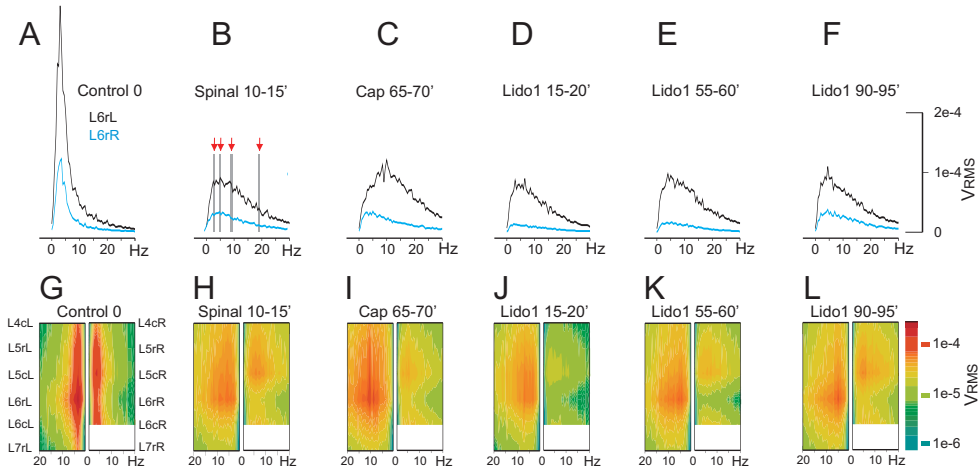 A B C D E F
Control 0 Spinal 10-15' Cap 65-70' Lido1 15-20' Lido1 55-60' Lido1 90-95'
L6rL
L6rR
2e-4
1e-4
0
VRMS
0 10 20 Hz 0 10 20 Hz 0 10 20 Hz 0 10 20 Hz 0 10 20 Hz 0 10 20 Hz
G H I J K L
Control 0 Spinal 10-15' Cap 65-70' Lido1 15-20' Lido1 55-60' Lido1 90-95'
L4cL L4cR
L5rL L5rR
L5cL L5cR
L6rL L6rR
L6cL L6cR
L7rL L7rR
1e-4
1e-5
1e-6
VRMS
20 10 0 10 Hz 20 10 0 10 Hz 20 10 0 10 Hz 20 10 0 10 Hz 20 10 0 10 Hz 20 10 0 10 Hz